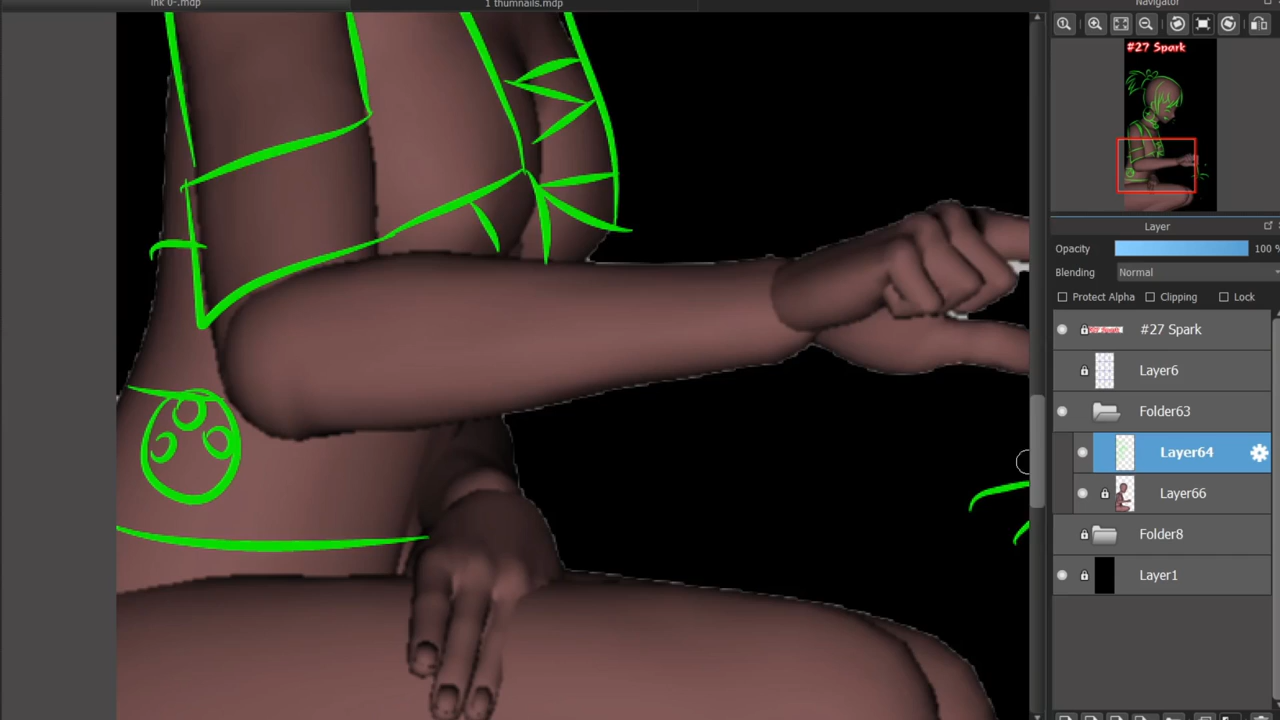 ink 0-.mdp
1 thumnails.mdp
Navigator
#27 Spark
Layer
Opacity 100 %
Blending Normal
Protect Alpha Clipping Lock
#27 Spark
Layer6
Folder63
Layer64
Layer66
Folder8
Layer1